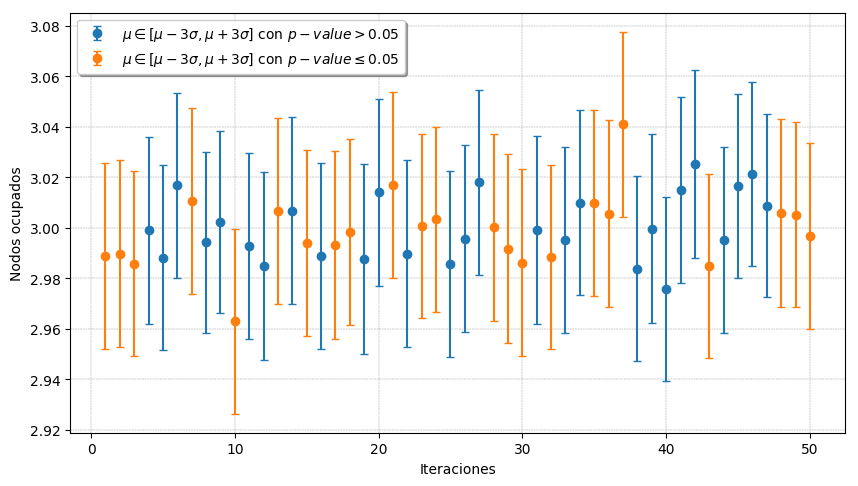 μ ∈ [μ − 3σ, μ + 3σ] con p − value > 0.05
μ ∈ [μ − 3σ, μ + 3σ] con p − value ≤ 0.05
Nodos ocupados
3.08
3.06
3.04
3.02
3.00
2.98
2.96
2.94
2.92
0 10 20 30 40 50
Iteraciones